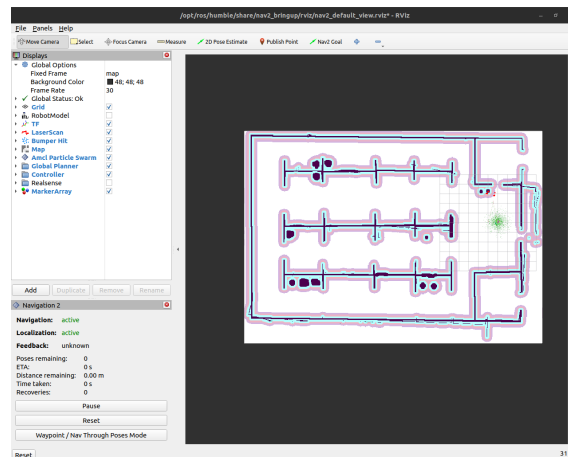 /opt/ros/humble/share/nav2_bringup/rviz/nav2_default_view.rviz* - RViz
File Panels Help
Move Camera Select Focus Camera Measure 2D Pose Estimate Publish Point Nav2 Goal
Displays
Global Options
Fixed Frame map
Background Color 48; 48; 48
Frame Rate 30
Global Status: Ok
Grid
RobotModel
TF
LaserScan
Bumper Hit
Map
Amcl Particle Swarm
Global Planner
Controller
Realsense
MarkerArray
Add Duplicate Remove Rename
Navigation 2
Navigation: active
Localization: active
Feedback: unknown
Poses remaining: 0
ETA: 0 s
Distance remaining: 0.00 m
Time taken: 0 s
Recoveries: 0
Pause
Reset
Waypoint / Nav Through Poses Mode
Reset 31